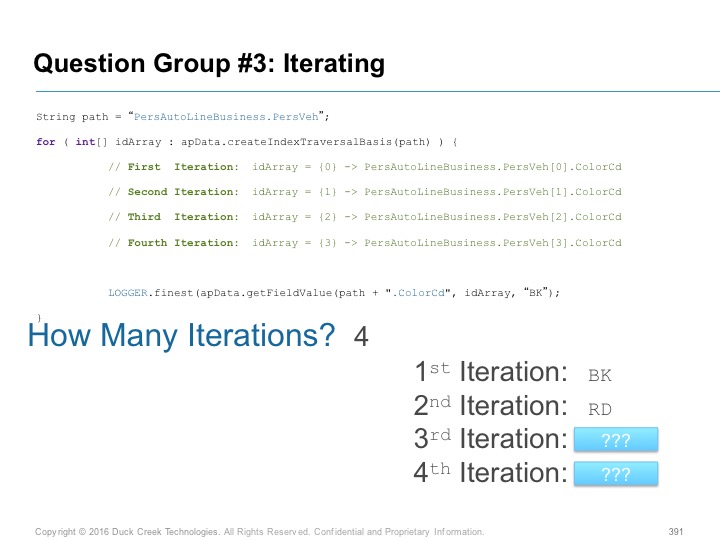 Question Group #3: Iterating
String path = “PersAutoLineBusiness.PersVeh”;
for ( int[] idArray : apData.createIndexTraversalBasis(path) ) {
// First Iteration: idArray = {0} -> PersAutoLineBusiness.PersVeh[0].ColorCd
// Second Iteration: idArray = {1} -> PersAutoLineBusiness.PersVeh[1].ColorCd
// Third Iteration: idArray = {2} -> PersAutoLineBusiness.PersVeh[2].ColorCd
// Fourth Iteration: idArray = {3} -> PersAutoLineBusiness.PersVeh[3].ColorCd
LOGGER.finest(apData.getFieldValue(path + ".ColorCd", idArray, “BK”);
}
How Many Iterations? 4
1st Iteration: BK
2nd Iteration: RD
3rd Iteration: ???
4th Iteration: ???
Copyright © 2016 Duck Creek Technologies. All Rights Reserved. Confidential and Proprietary Information. 391